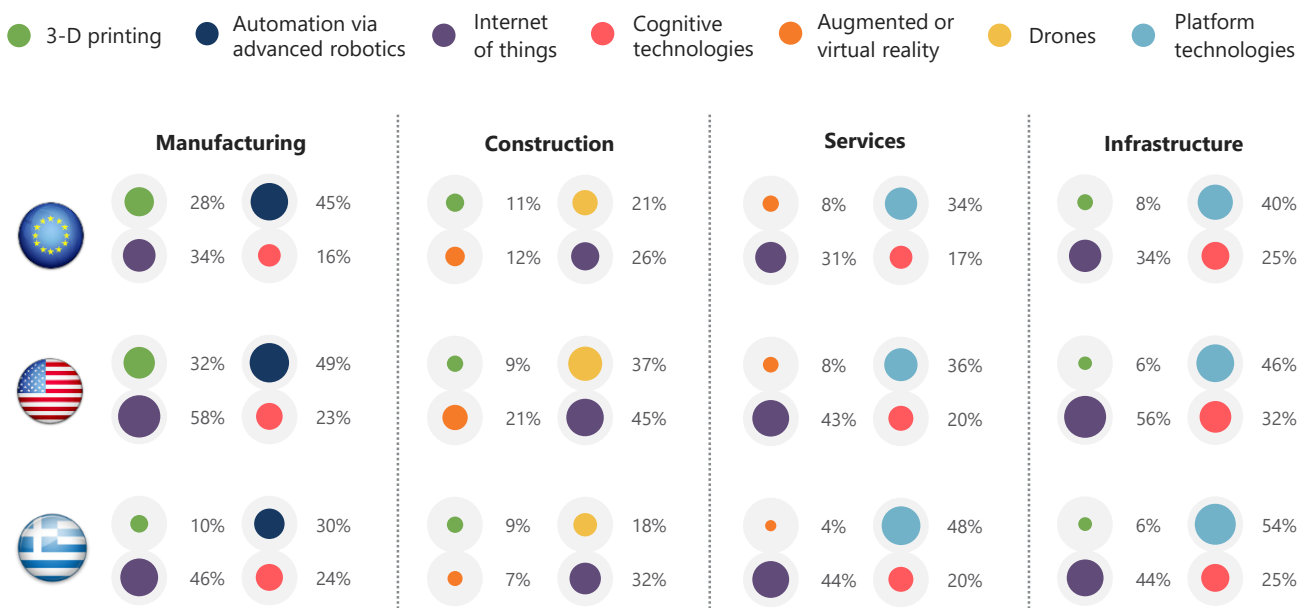 3-D printing
Automation via
advanced robotics
Internet
of things
Cognitive
technologies
Augmented or
virtual reality
Drones
Platform
technologies
Manufacturing
Construction
Services
Infrastructure
28% 45% 11% 21% 8% 34% 8% 40%
34% 16% 12% 26% 31% 17% 34% 25%
32% 49% 9% 37% 8% 36% 6% 46%
58% 23% 21% 45% 43% 20% 56% 32%
10% 30% 9% 18% 4% 48% 6% 54%
46% 24% 7% 32% 44% 20% 44% 25%